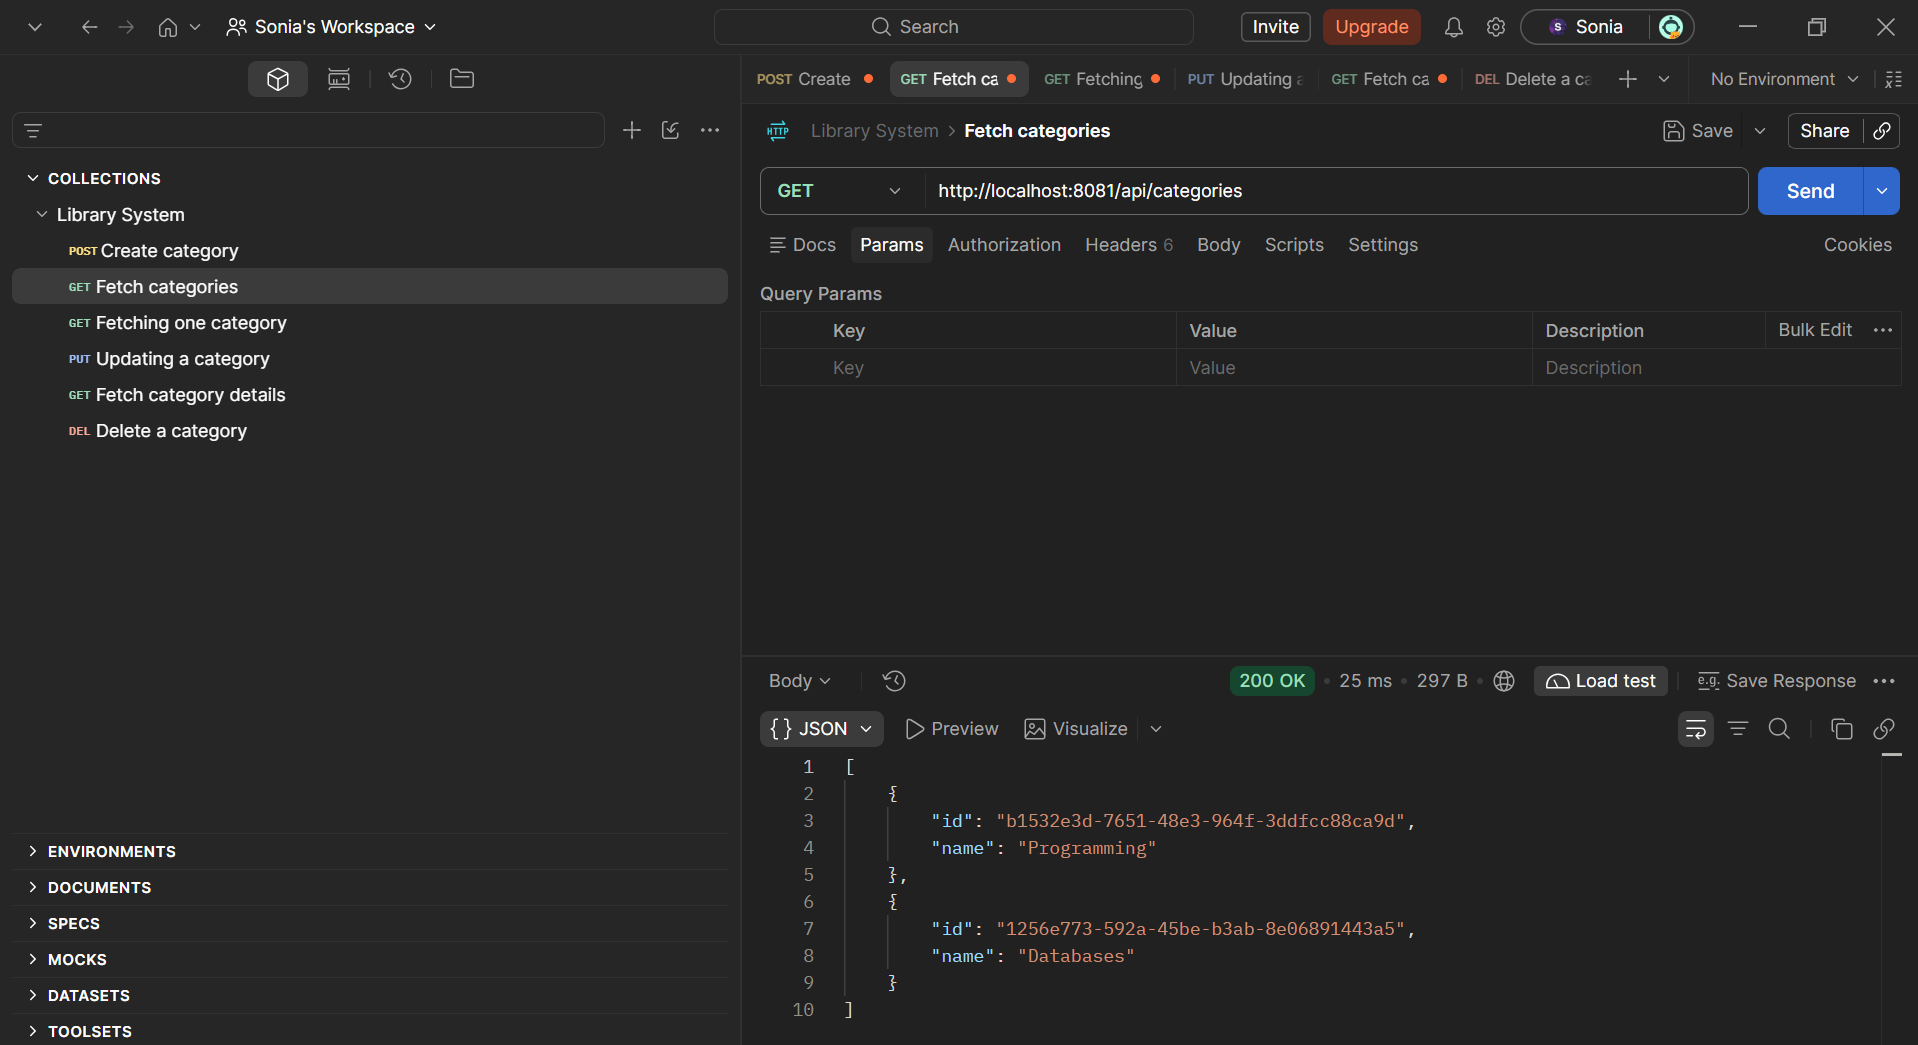 Sonia's Workspace
Search
Invite
Upgrade
S Sonia
POST Create
GET Fetch ca
GET Fetching
PUT Updating a
GET Fetch ca
DEL Delete a ca
No Environment
HTTP Library System > Fetch categories
Save
Share
COLLECTIONS
Library System
POST Create category
GET Fetch categories
GET Fetching one category
PUT Updating a category
GET Fetch category details
DEL Delete a category
ENVIRONMENTS
DOCUMENTS
SPECS
MOCKS
DATASETS
TOOLSETS
GET http://localhost:8081/api/categories
Send
Docs Params Authorization Headers 6 Body Scripts Settings
Cookies
Query Params
Key Value Description Bulk Edit
Key Value Description
Body
200 OK • 25 ms • 297 B
Load test
e.g. Save Response
{} JSON Preview Visualize
1 [
2 {
3 "id": "b1532e3d-7651-48e3-964f-3ddfcc88ca9d",
4 "name": "Programming"
5 },
6 {
7 "id": "1256e773-592a-45be-b3ab-8e06891443a5",
8 "name": "Databases"
9 }
10 ]